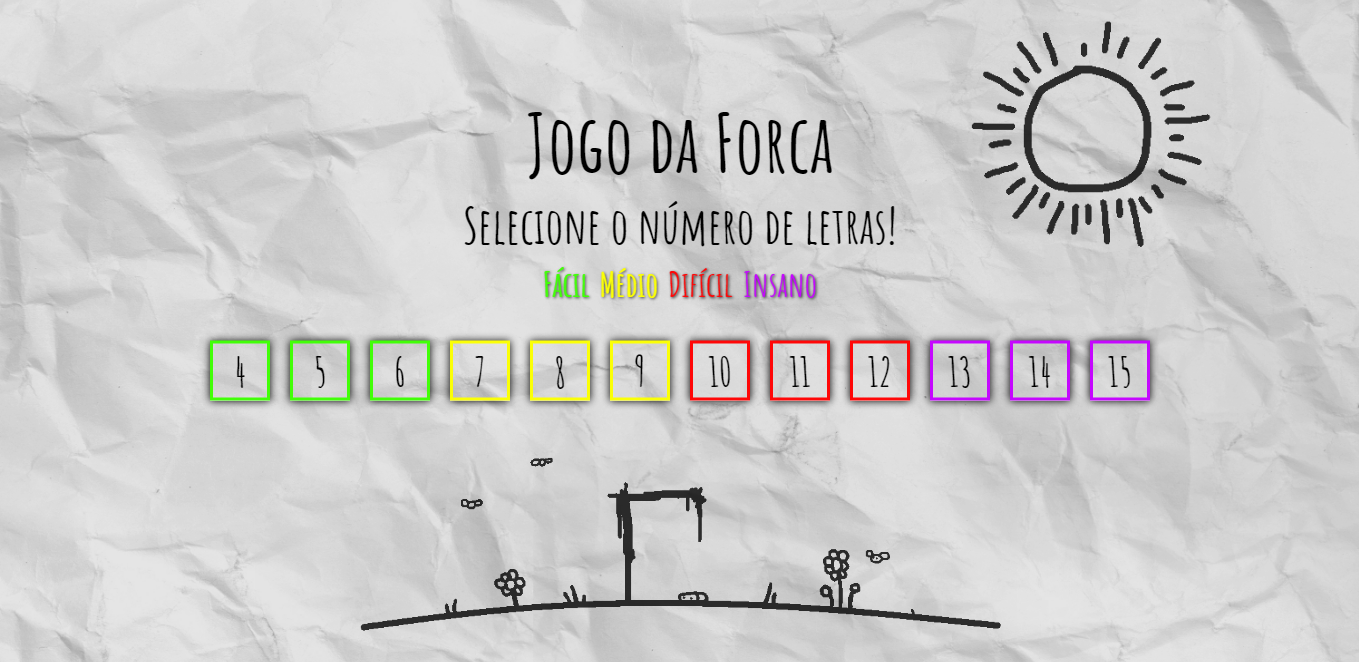 Jogo da Forca
Selecione o número de letras!
Fácil Médio Difícil Insano
4 5 6 7 8 9 10 11 12 13 14 15